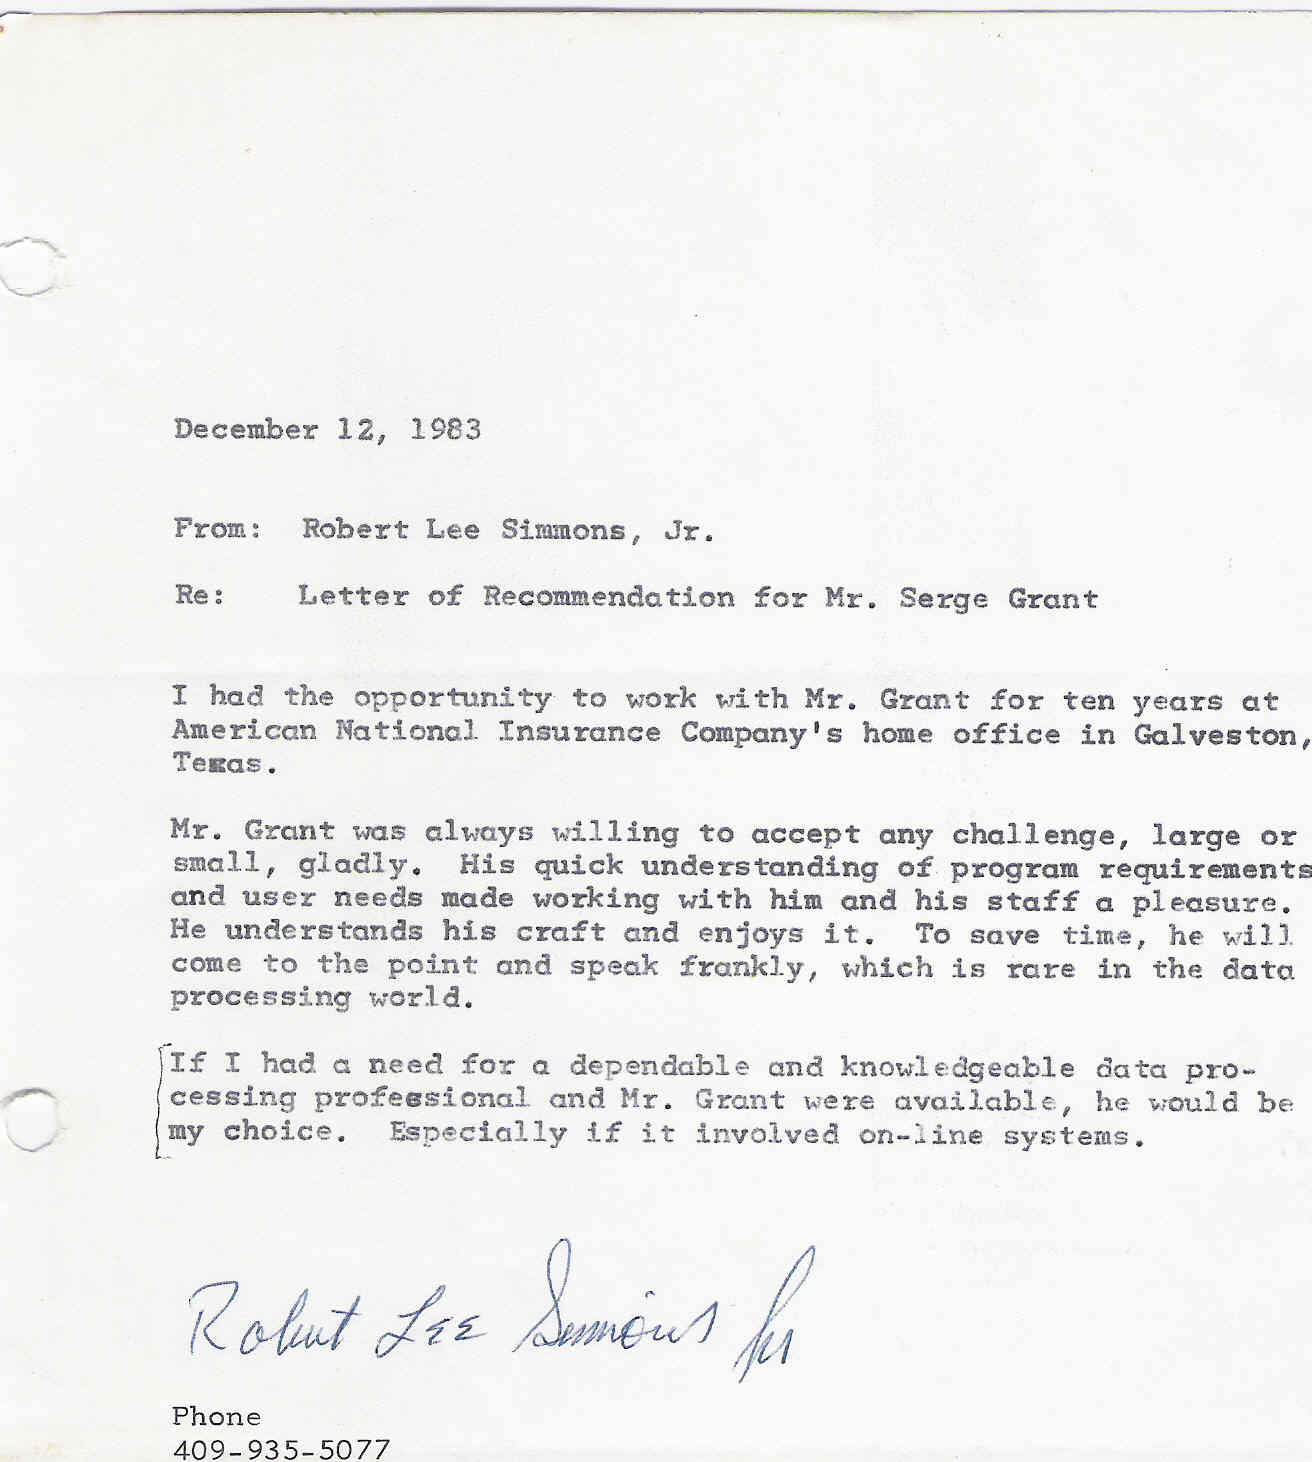 December 12, 1983
From: Robert Lee Simmons, Jr.
Re: Letter of Recommendation for Mr. Serge Grant
I had the opportunity to work with Mr. Grant for ten years at
American National Insurance Company's home office in Galveston,
Texas.
Mr. Grant was always willing to accept any challenge, large or
small, gladly. His quick understanding of program requirements
and user needs made working with him and his staff a pleasure.
He understands his craft and enjoys it. To save time, he will
come to the point and speak frankly, which is rare in the data
processing world.
If I had a need for a dependable and knowledgeable data pro-
cessing professional and Mr. Grant were available, he would be
my choice. Especially if it involved on-line systems.
Robert Lee Simmons Jr
Phone
409-935-5077